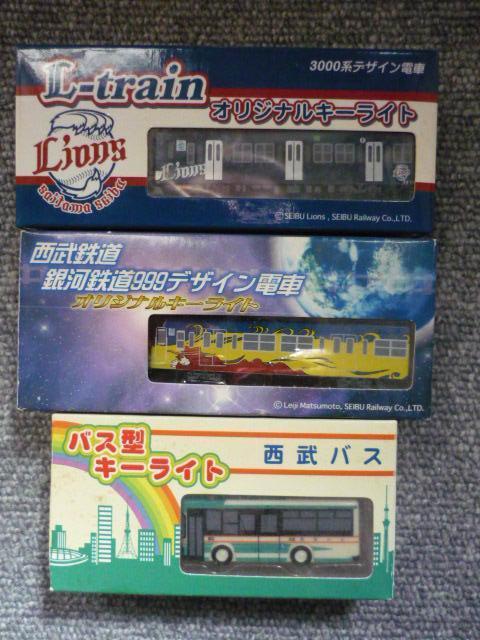 L-train
3000系デザイン電車
オリジナルキーライト
Lions
Saitama Seibu
Lions
©SEIBU Lions , SEIBU Railway Co.,LTD.
西武鉄道
銀河鉄道999デザイン電車
オリジナルキーライト
©Leiji Matsumoto, SEIBU Railway Co.,LTD.
バス型
キーライト
西武バス